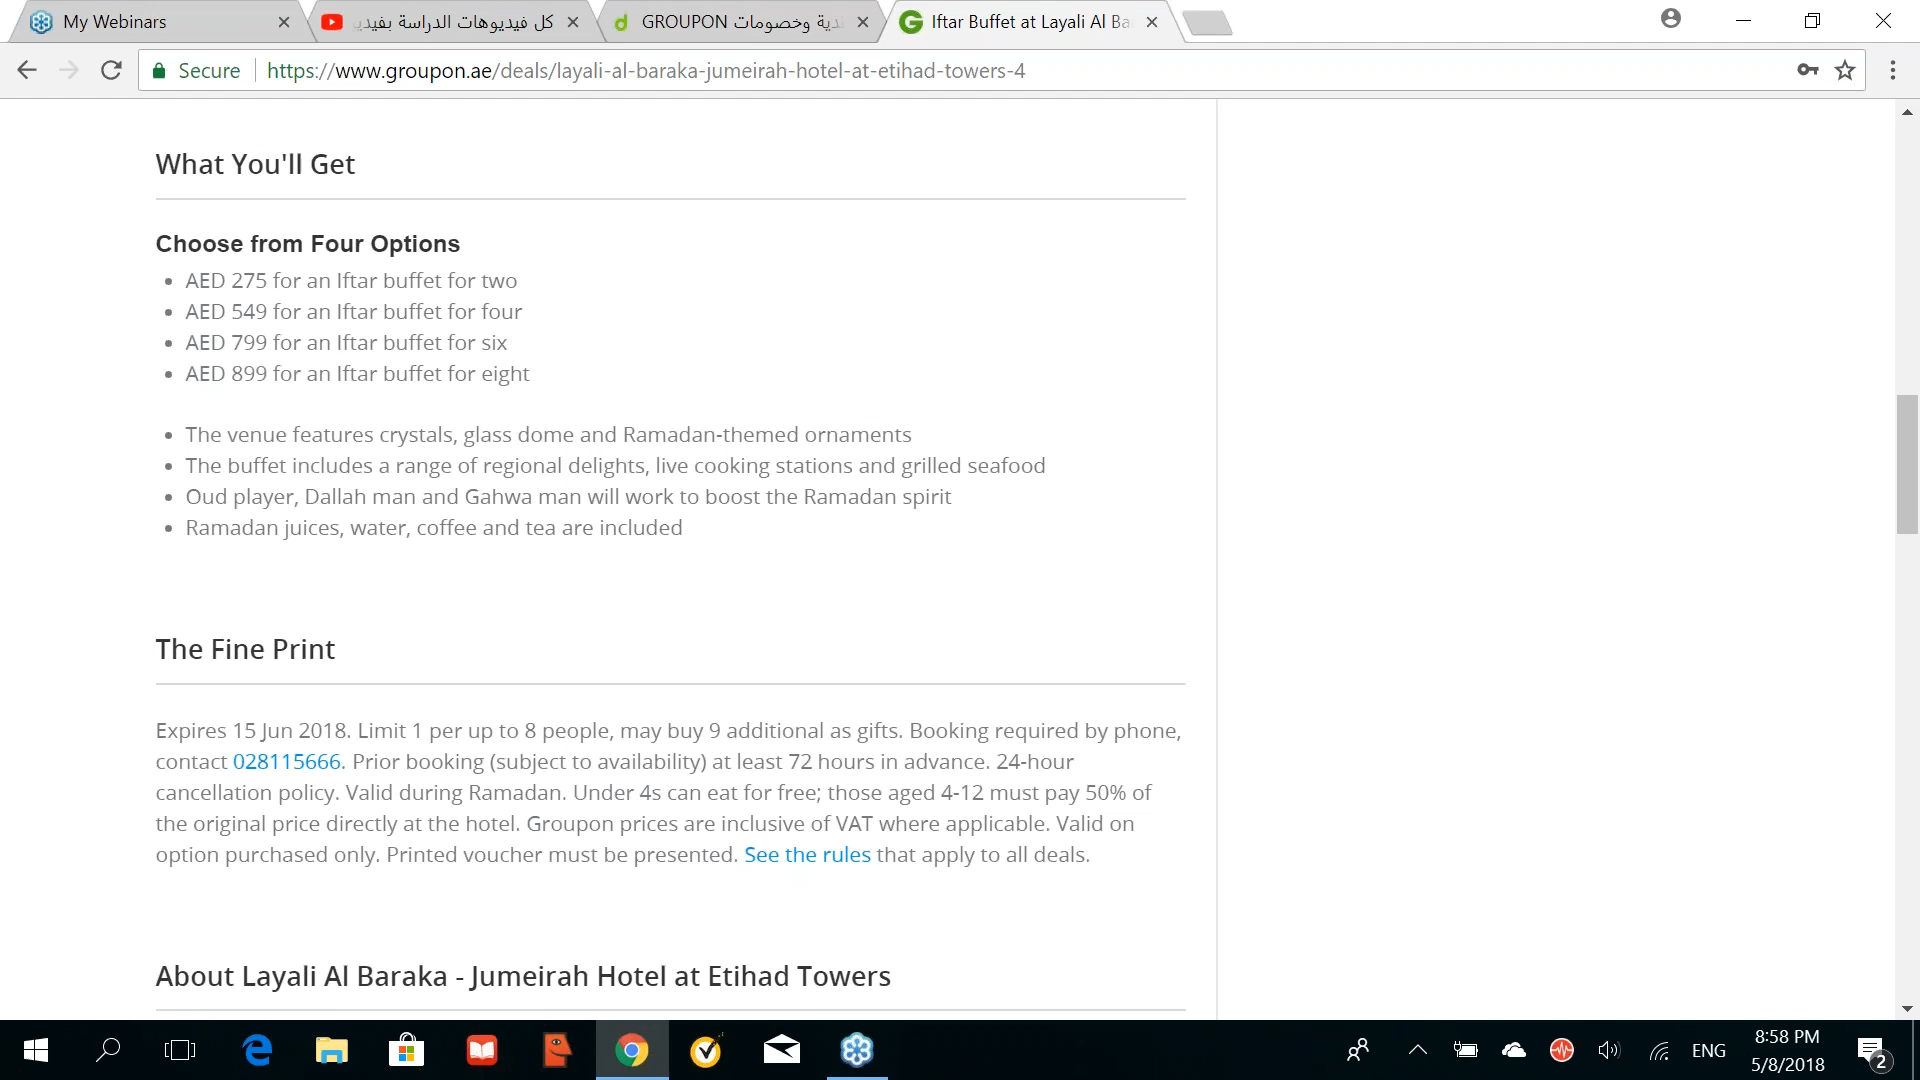 My Webinars
كل فيديوهات الدراسة بفيديو
GROUPON دية وخصومات
Iftar Buffet at Layali Al Ba
Secure
https://www.groupon.ae/deals/layali-al-baraka-jumeirah-hotel-at-etihad-towers-4
What You'll Get
Choose from Four Options
AED 275 for an Iftar buffet for two
AED 549 for an Iftar buffet for four
AED 799 for an Iftar buffet for six
AED 899 for an Iftar buffet for eight
The venue features crystals, glass dome and Ramadan-themed ornaments
The buffet includes a range of regional delights, live cooking stations and grilled seafood
Oud player, Dallah man and Gahwa man will work to boost the Ramadan spirit
Ramadan juices, water, coffee and tea are included
The Fine Print
Expires 15 Jun 2018. Limit 1 per up to 8 people, may buy 9 additional as gifts. Booking required by phone,
contact 028115666. Prior booking (subject to availability) at least 72 hours in advance. 24-hour
cancellation policy. Valid during Ramadan. Under 4s can eat for free; those aged 4-12 must pay 50% of
the original price directly at the hotel. Groupon prices are inclusive of VAT where applicable. Valid on
option purchased only. Printed voucher must be presented. See the rules that apply to all deals.
About Layali Al Baraka - Jumeirah Hotel at Etihad Towers
ENG
8:58 PM
5/8/2018
2